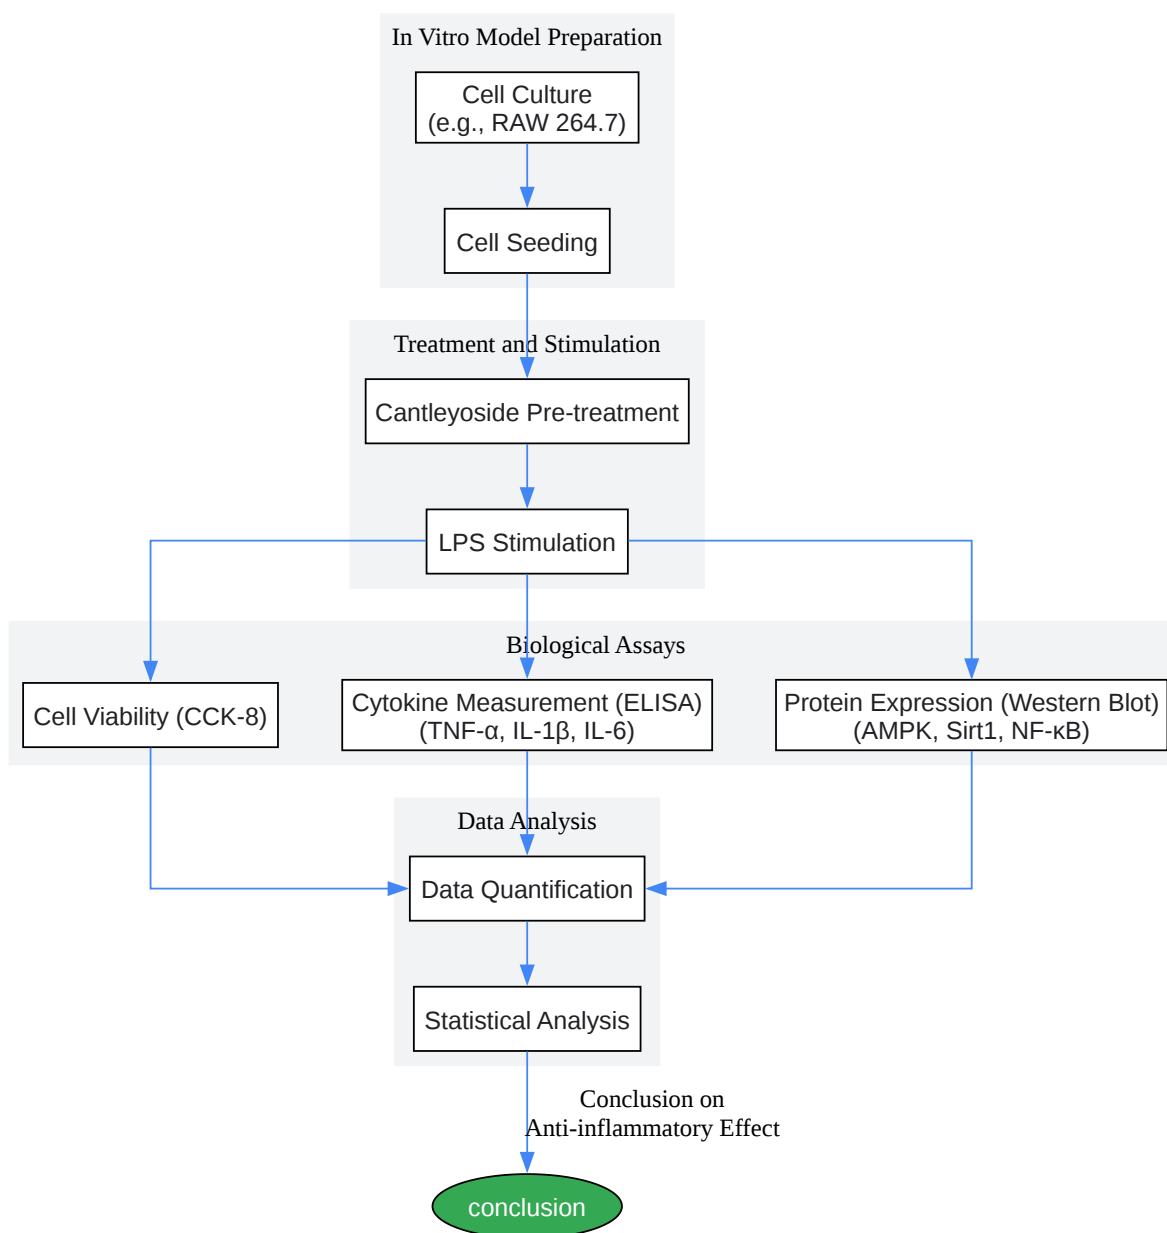 In Vitro Model Preparation
Cell Culture
(e.g., RAW 264.7)
Cell Seeding
Treatment and Stimulation
Cantleyoside Pre-treatment
LPS Stimulation
Biological Assays
Cell Viability (CCK-8)
Cytokine Measurement (ELISA)
(TNF-α, IL-1β, IL-6)
Protein Expression (Western Blot)
(AMPK, Sirt1, NF-κB)
Data Analysis
Data Quantification
Statistical Analysis
Conclusion on
Anti-inflammatory Effect
conclusion